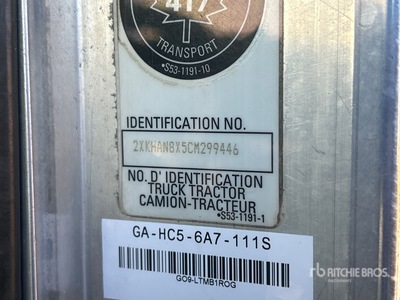 417
TRANSPORT
•S53-1191-10
IDENTIFICATION NO.
2XKHAN8X5CM299446
NO. D' IDENTIFICATION
TRUCK TRACTOR
CAMION-TRACTEUR
•S53-1191-1
GA-HC5-6A7-111S
GO9-LTMB1ROG
rb RITCHIE BROS.